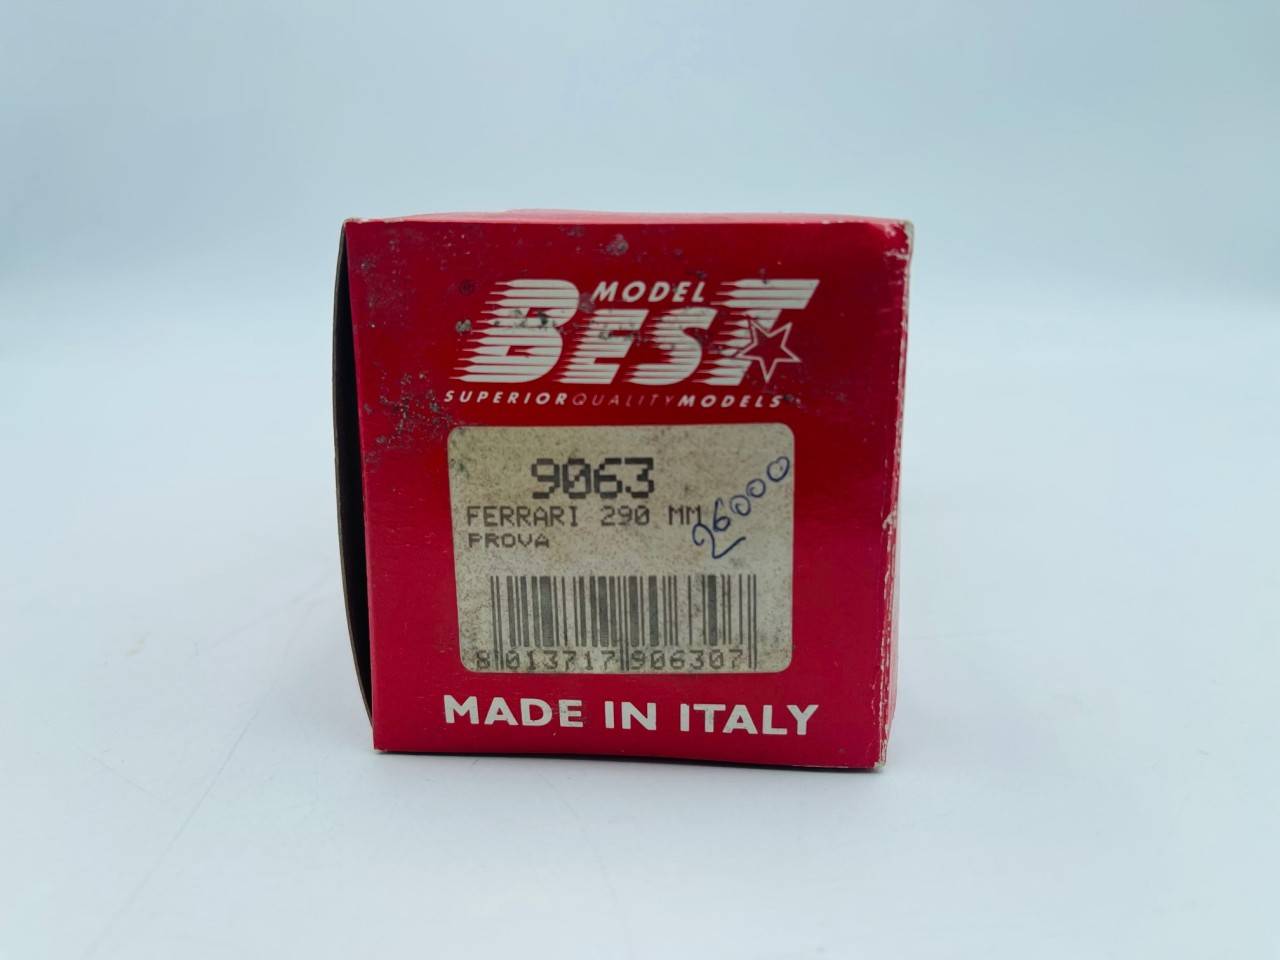 ®
MODEL
BEST
SUPERIORQUALITYMODELS
9063
FERRARI 290 MM
PROVA
26000
8 013717 906307
MADE IN ITALY